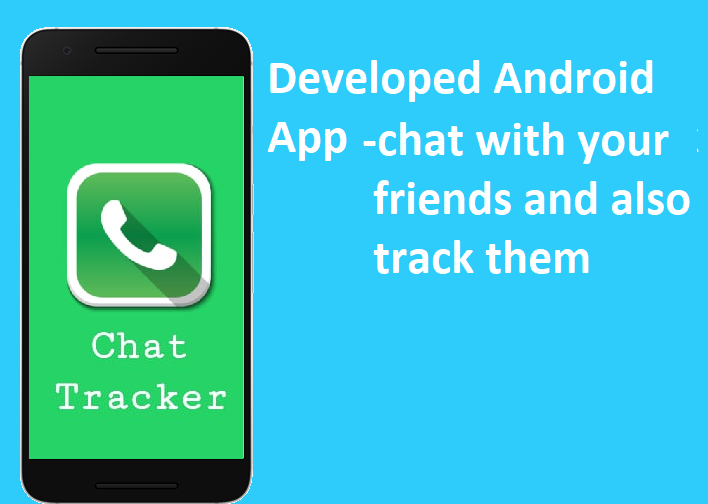 Developed Android
App -chat with your
friends and also
track them
Chat
Tracker